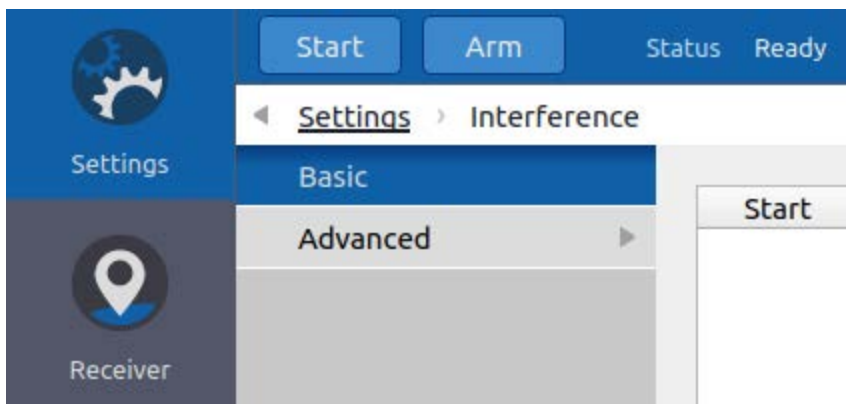 Start Arm Status Ready
Settings › Interference
Settings
Basic
Start
Advanced
Receiver